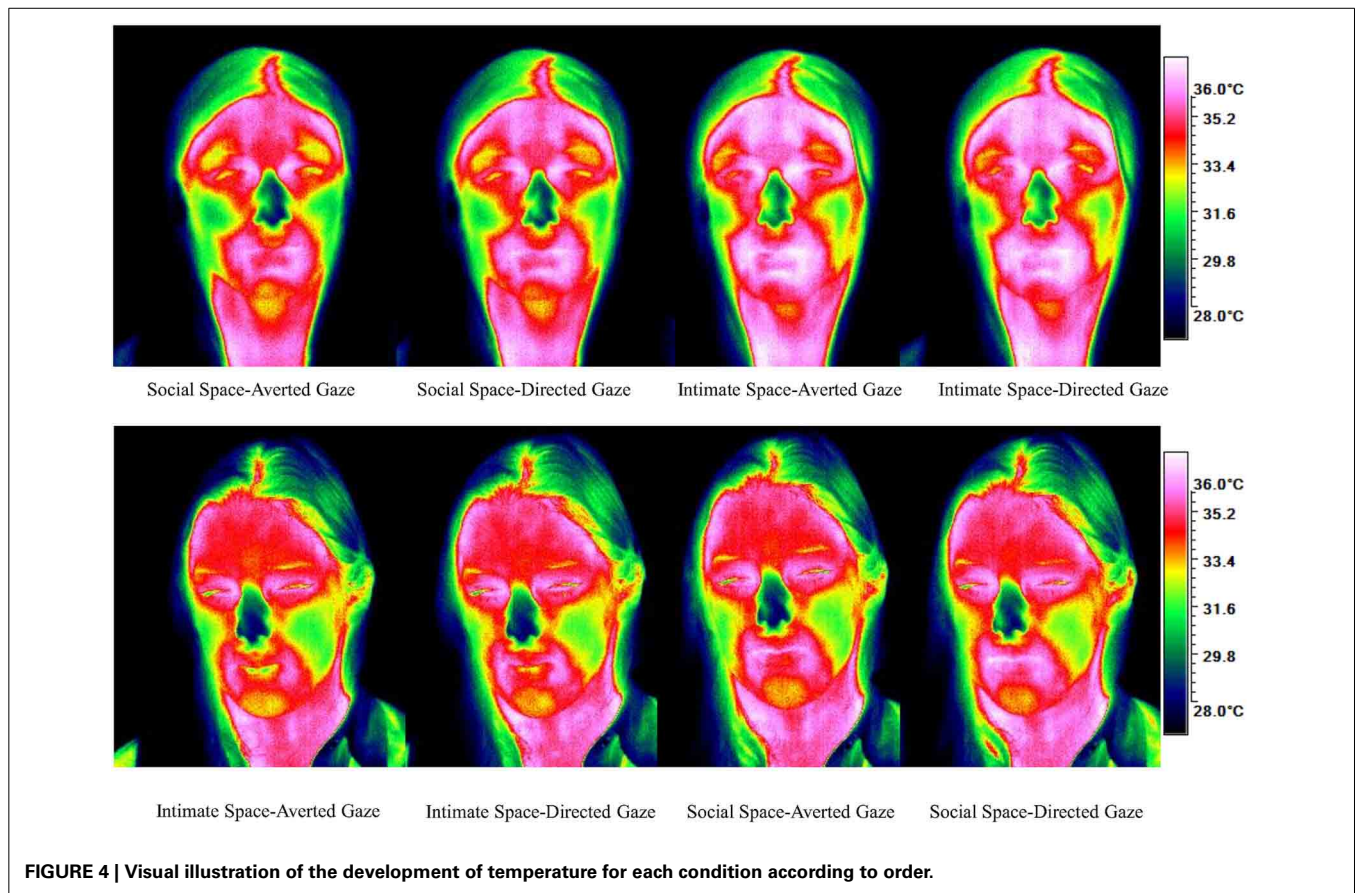 36.0°C
35.2
33.4
31.6
29.8
28.0°C
Social Space-Averted Gaze
Social Space-Directed Gaze
Intimate Space-Averted Gaze
Intimate Space-Directed Gaze
36.0°C
35.2
33.4
31.6
29.8
28.0°C
Intimate Space-Averted Gaze
Intimate Space-Directed Gaze
Social Space-Averted Gaze
Social Space-Directed Gaze
FIGURE 4 | Visual illustration of the development of temperature for each condition according to order.